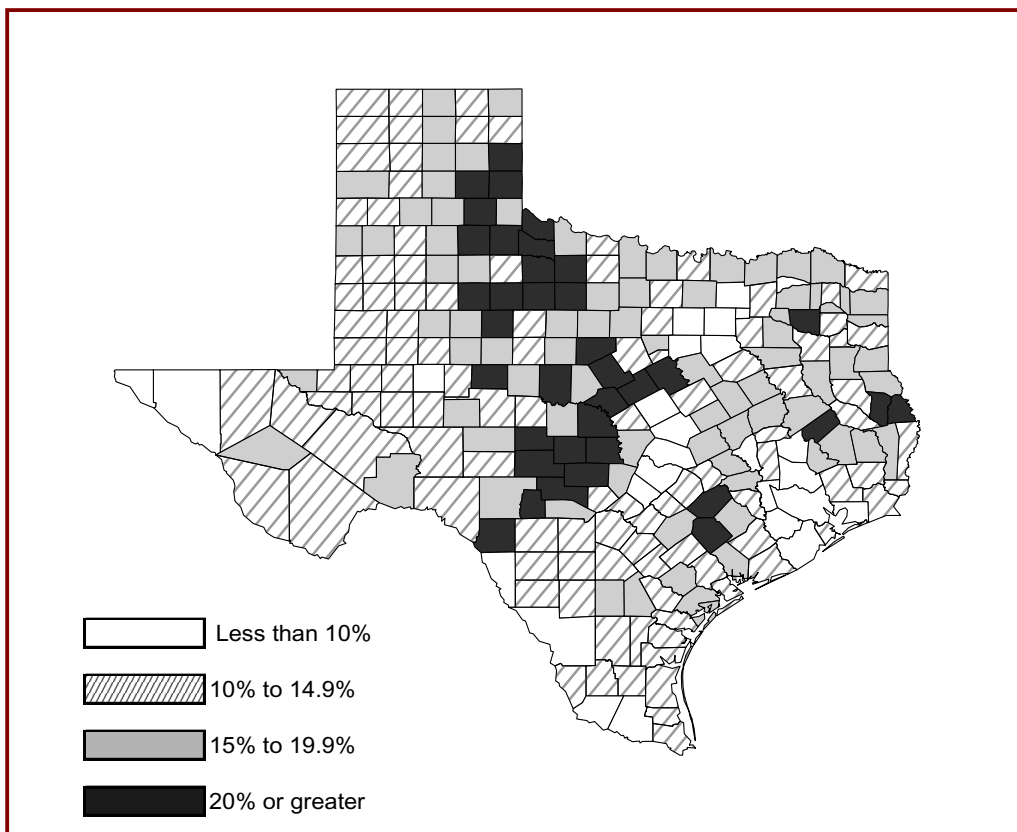 Less than 10%
10% to 14.9%
15% to 19.9%
20% or greater